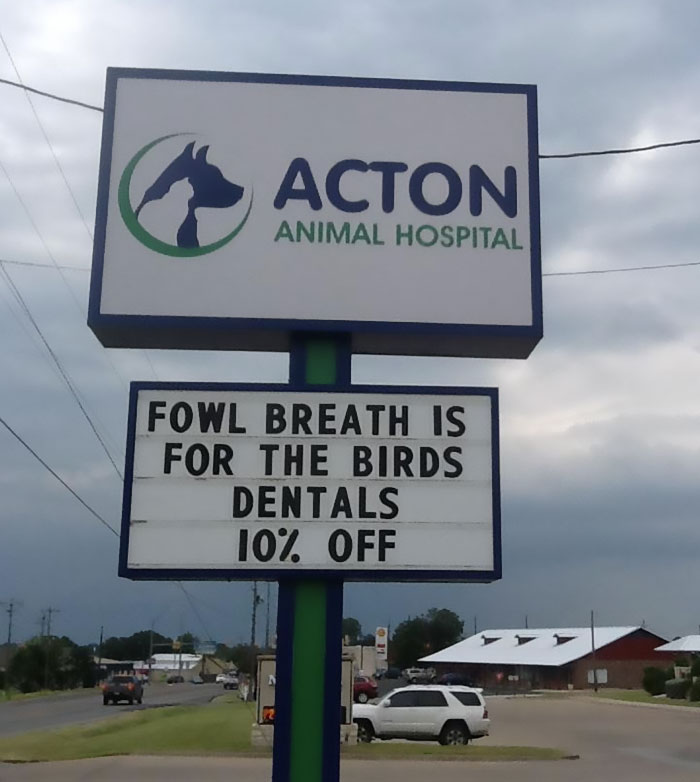 ACTON
ANIMAL HOSPITAL
FOWL BREATH IS
FOR THE BIRDS
DENTALS
10% OFF